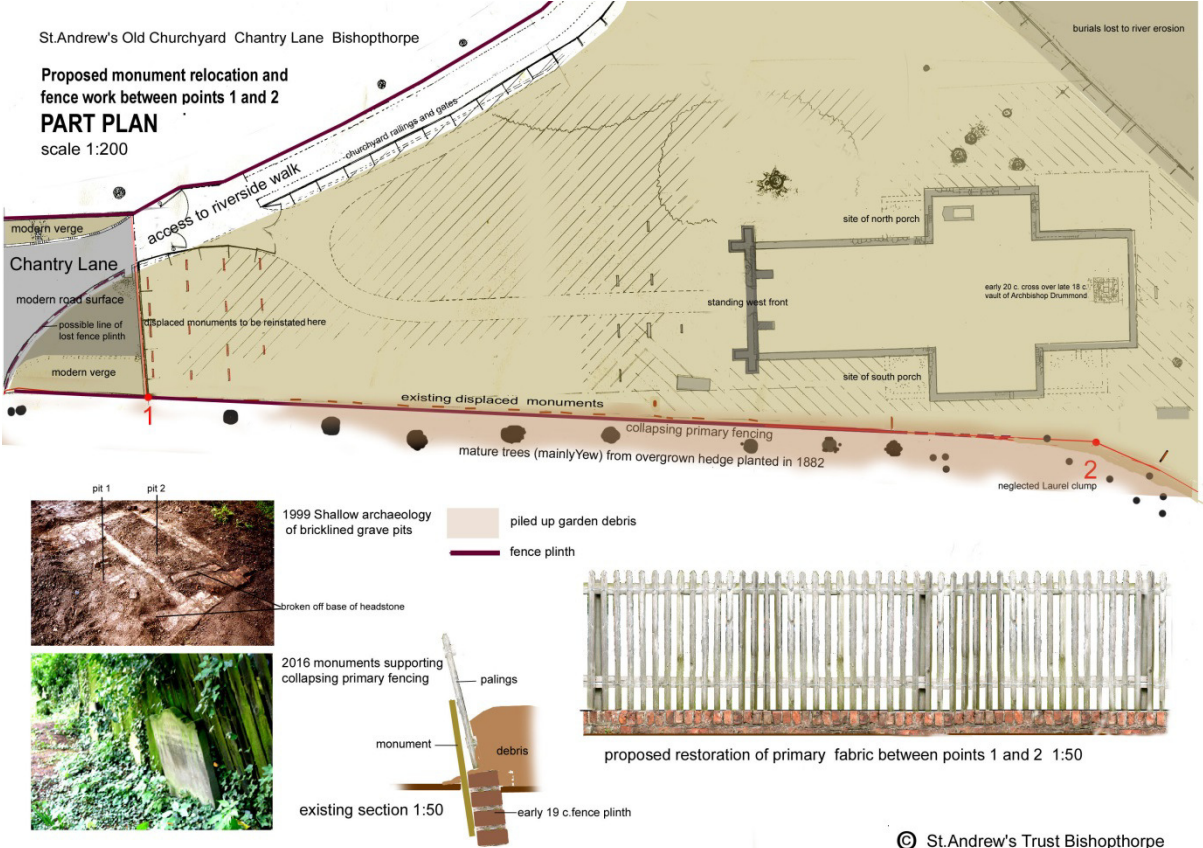 St.Andrew's Old Churchyard Chantry Lane Bishopthorpe
Proposed monument relocation and
fence work between points 1 and 2
PART PLAN
scale 1:200
burials lost to river erosion
churchyard railings and gates
access to riverside walk
modern verge
Chantry Lane
modern road surface
possible line of
lost fence plinth
modern verge
displaced monuments to be reinstated here
site of north porch
standing west front
early 20 c. cross over late 18 c.
vault of Archbishop Drummond
site of south porch
1
existing displaced monuments
collapsing primary fencing
mature trees (mainlyYew) from overgrown hedge planted in 1882
2
neglected Laurel clump
pit 1
pit 2
1999 Shallow archaeology
of bricklined grave pits
broken off base of headstone
piled up garden debris
fence plinth
2016 monuments supporting
collapsing primary fencing
palings
monument
debris
early 19 c.fence plinth
existing section 1:50
proposed restoration of primary fabric between points 1 and 2 1:50
© St.Andrew's Trust Bishopthorpe